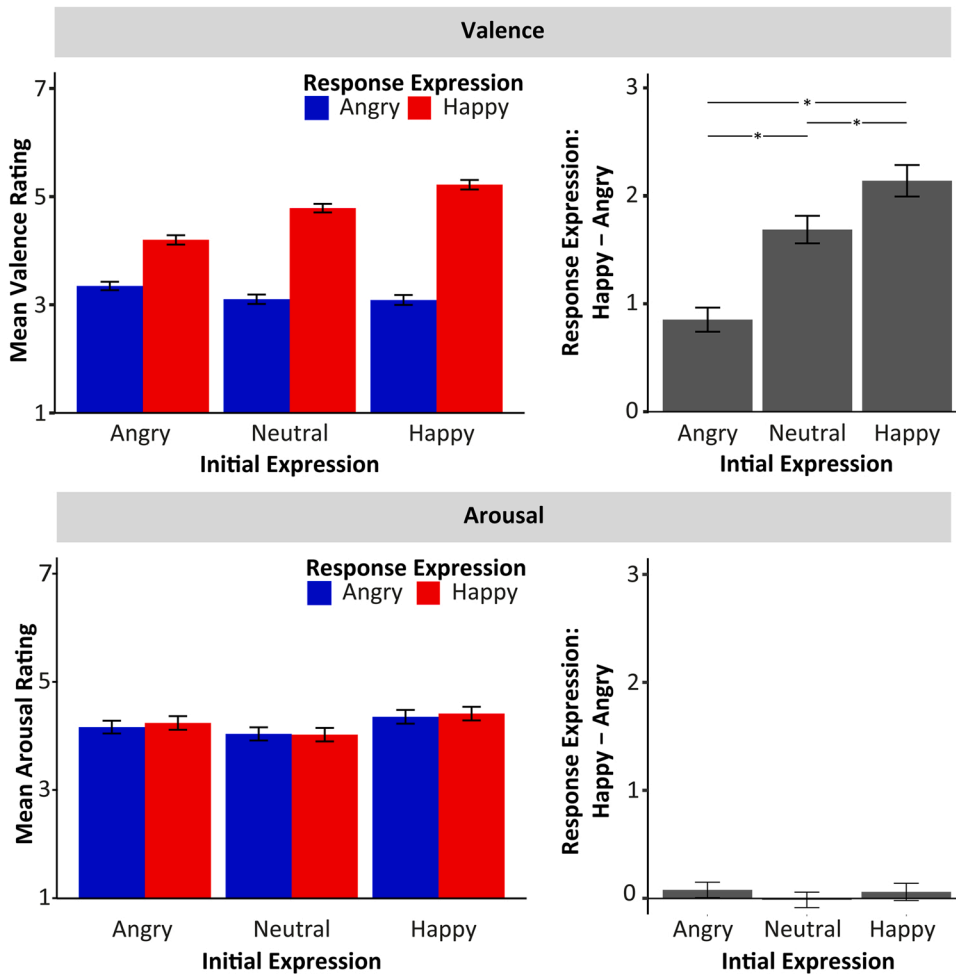 Valence
Response Expression
Angry Happy
7
5
3
1
Mean Valence Rating
Angry Neutral Happy
Initial Expression
3
2
1
0
Response Expression:
Happy – Angry
*
* *
Angry Neutral Happy
Intial Expression
Arousal
Response Expression
Angry Happy
7
5
3
1
Mean Arousal Rating
Angry Neutral Happy
Initial Expression
3
2
1
0
Response Expression:
Happy – Angry
Angry Neutral Happy
Intial Expression